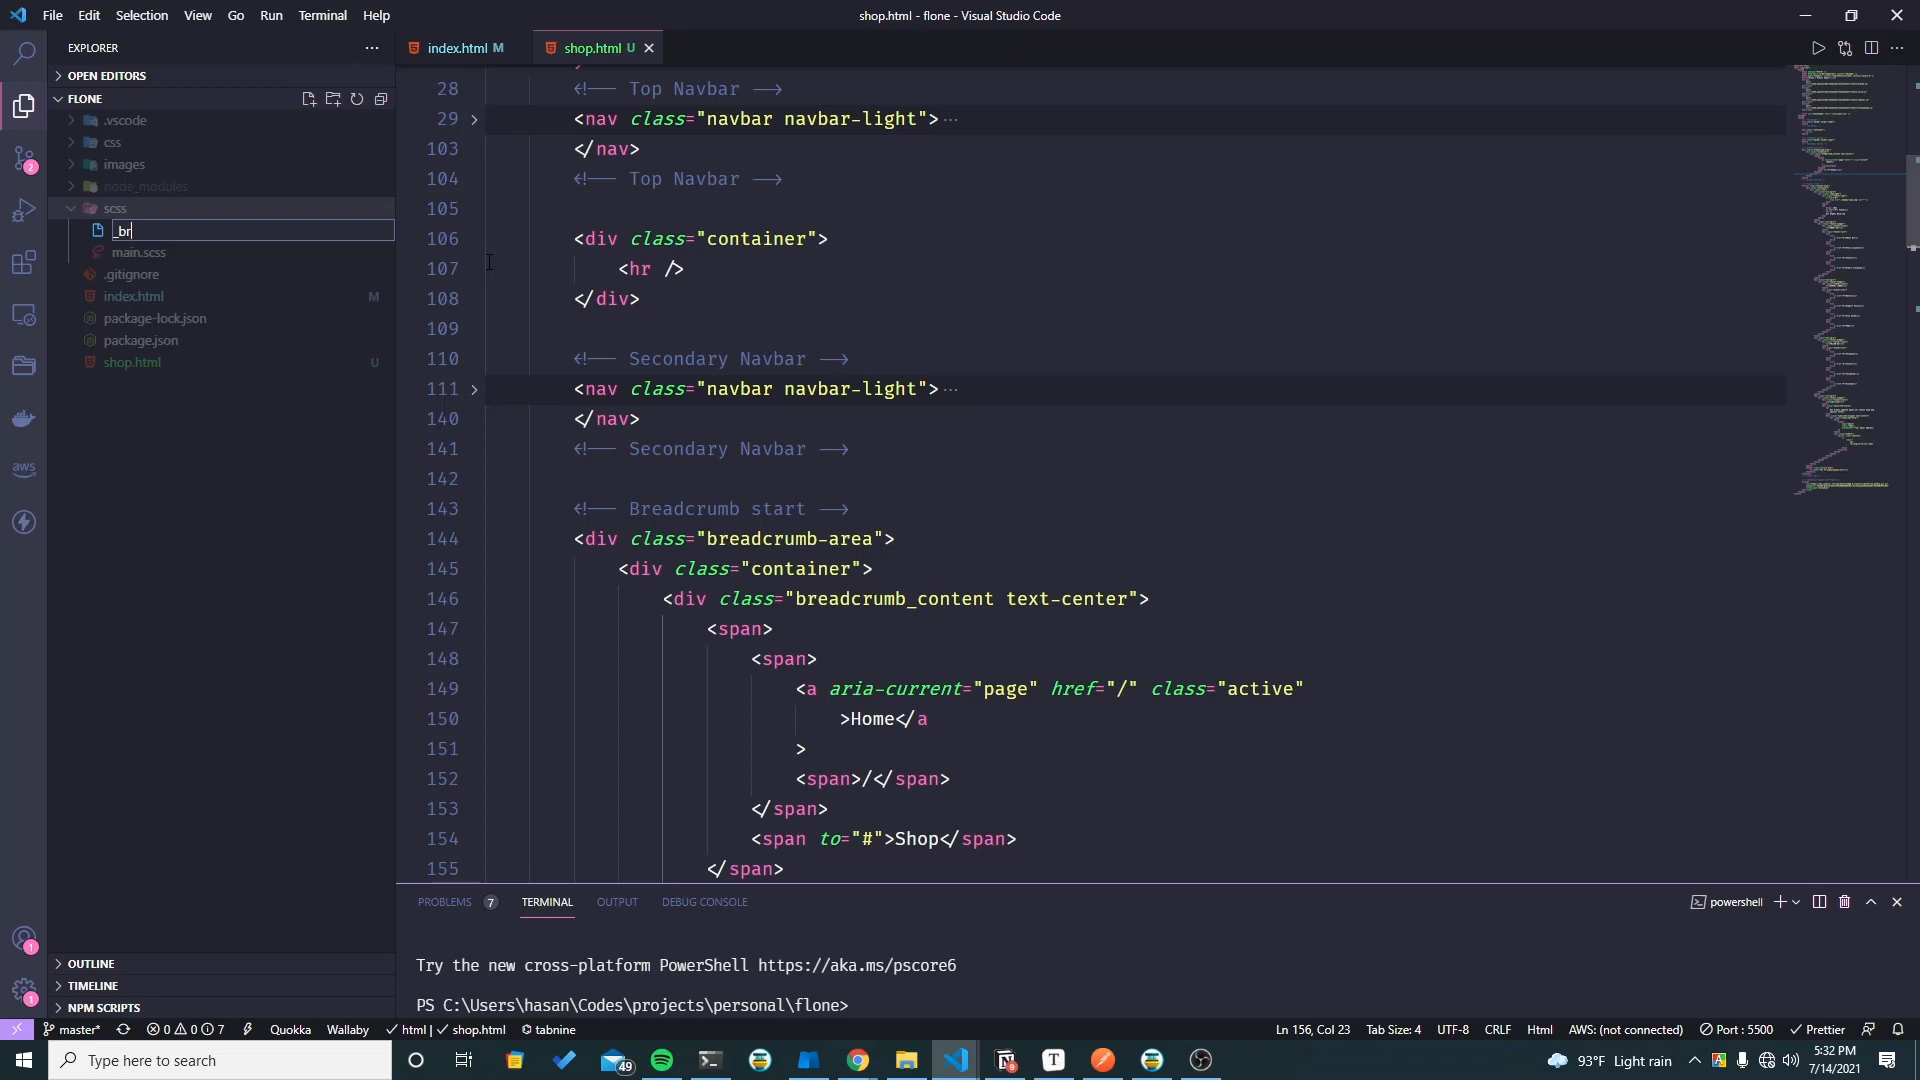 File Edit Selection View Go Run Terminal Help
shop.html - flone - Visual Studio Code
EXPLORER
index.html M
shop.html U
OPEN EDITORS
FLONE
.vscode
css
images
node_modules
scss
_br
main.scss
.gitignore
index.html M
package-lock.json
package.json
shop.html U
28 <!-- Top Navbar -->
29 <nav class="navbar navbar-light"> ...
103 </nav>
104 <!-- Top Navbar -->
105
106 <div class="container">
107 <hr />
108 </div>
109
110 <!-- Secondary Navbar -->
111 <nav class="navbar navbar-light"> ...
140 </nav>
141 <!-- Secondary Navbar -->
142
143 <!-- Breadcrumb start -->
144 <div class="breadcrumb-area">
145 <div class="container">
146 <div class="breadcrumb_content text-center">
147 <span>
148 <span>
149 <a aria-current="page" href="/" class="active"
150 >Home</a
151 >
152 <span>/</span>
153 </span>
154 <span to="#">Shop</span>
155 </span>
2
aws
1
1
PROBLEMS 7 TERMINAL OUTPUT DEBUG CONSOLE
powershell
Try the new cross-platform PowerShell https://aka.ms/pscore6
PS C:\Users\hasan\Codes\projects\personal\flone>
OUTLINE
TIMELINE
NPM SCRIPTS
master* 0 0 7 Quokka Wallaby html | shop.html tabnine
Ln 156, Col 23 Tab Size: 4 UTF-8 CRLF Html AWS: (not connected) Port : 5500 Prettier
Type here to search
49
9
T
93°F Light rain
A
5:32 PM
7/14/2021